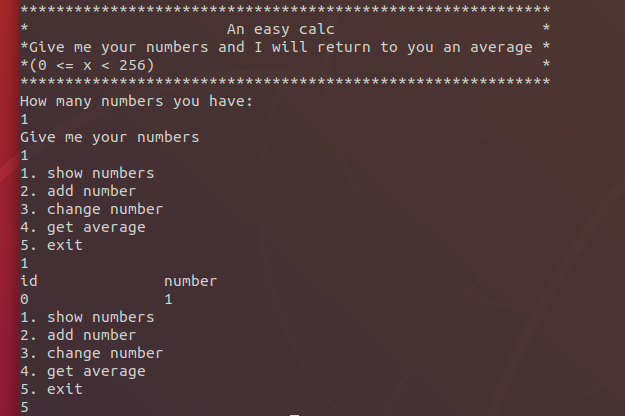 ***********************************************************
*                      An easy calc                       *
*Give me your numbers and I will return to you an average *
*(0 <= x < 256)                                           *
***********************************************************
How many numbers you have:
1
Give me your numbers
1
1. show numbers
2. add number
3. change number
4. get average
5. exit
1
id              number
0               1
1. show numbers
2. add number
3. change number
4. get average
5. exit
5